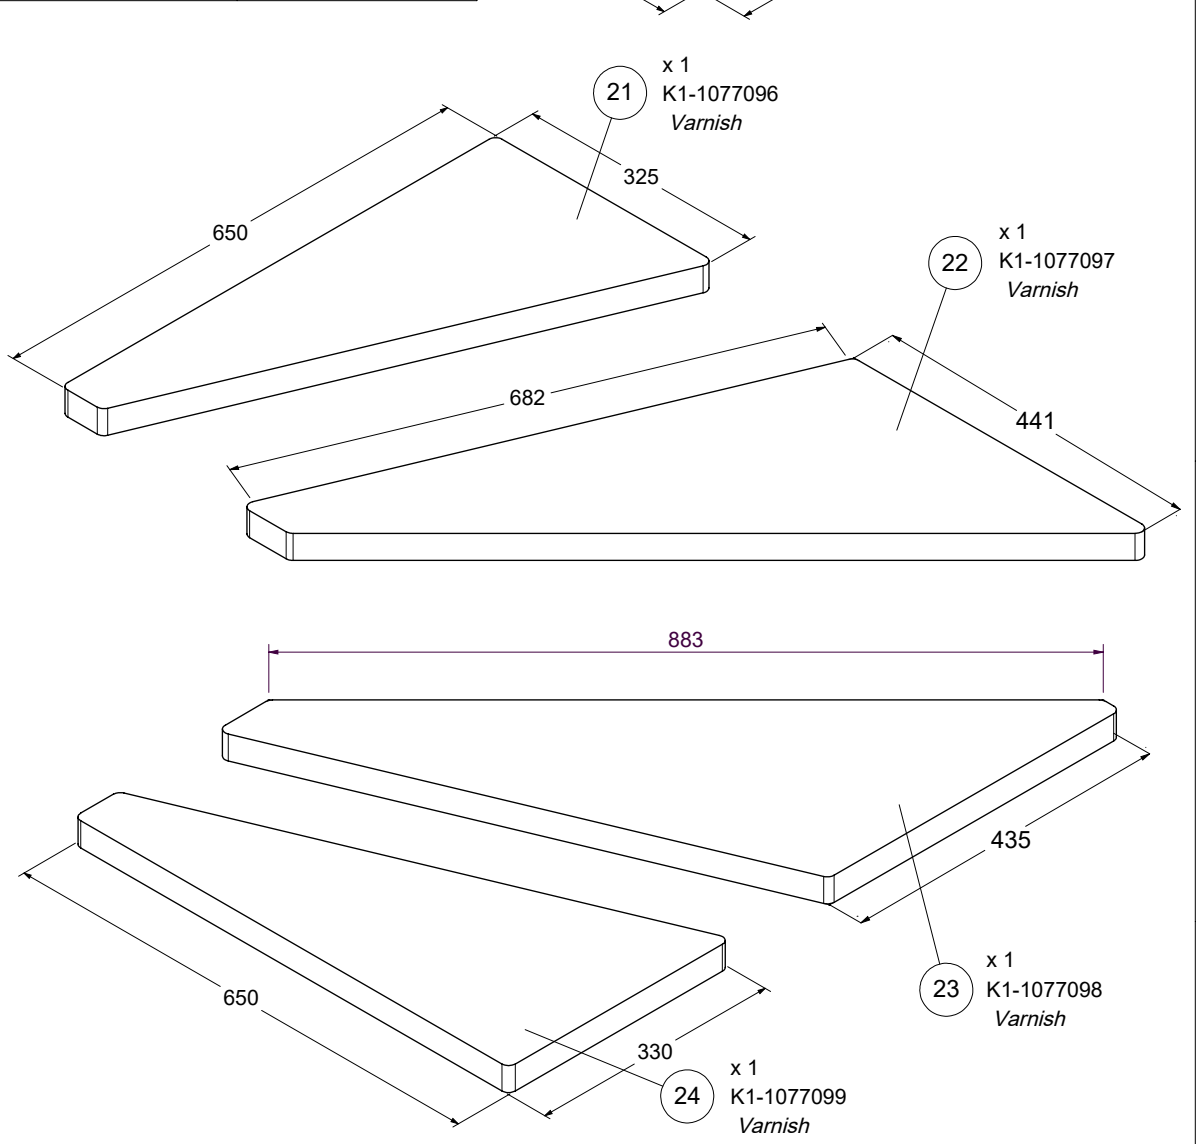 x 1
21
K1-1077096
Varnish
325
650
x 1
22
K1-1077097
Varnish
682
441
883
435
x 1
23
K1-1077098
Varnish
650
330
x 1
24
K1-1077099
Varnish